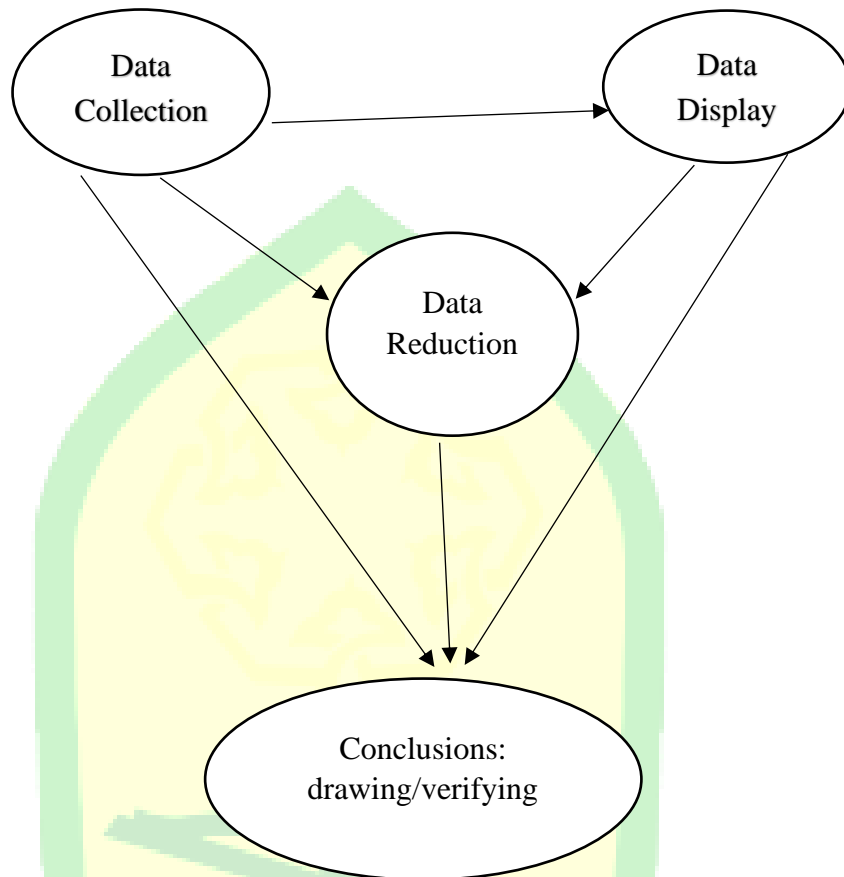 Data
Collection
Data
Display
Data
Reduction
Conclusions:
drawing/verifying